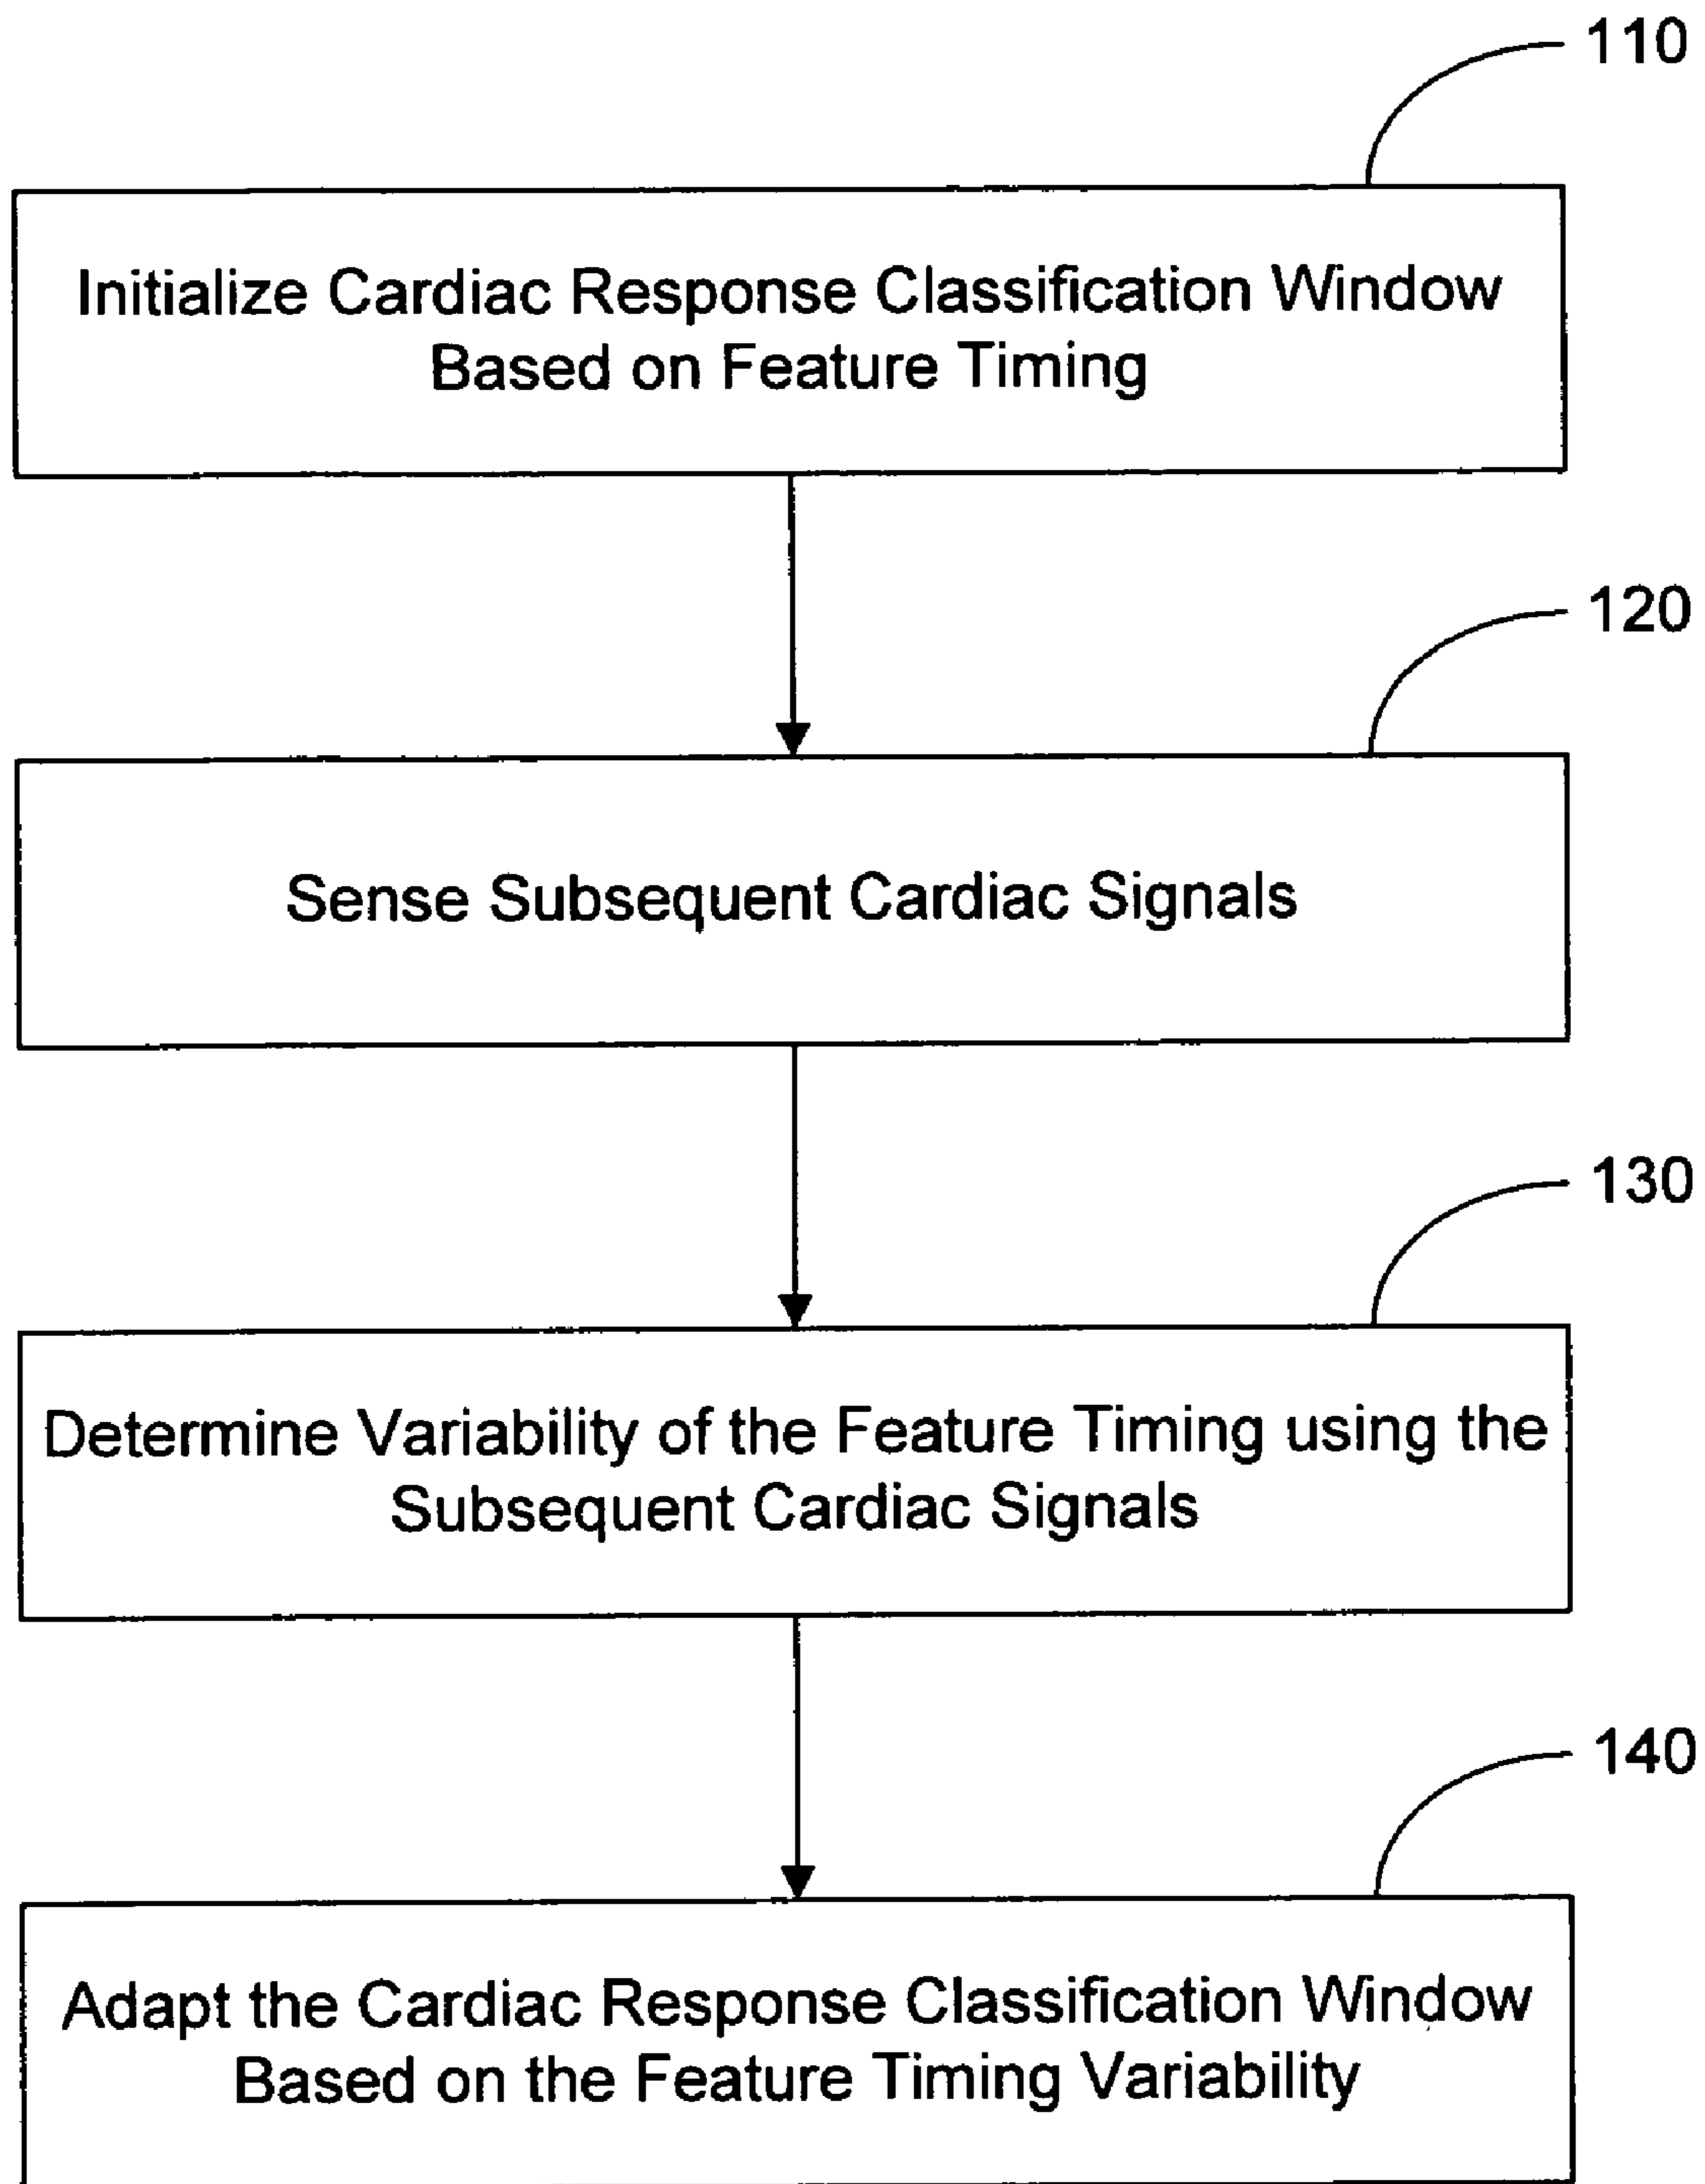 110
Initialize Cardiac Response Classification Window
Based on Feature Timing
120
Sense Subsequent Cardiac Signals
130
Determine Variability of the Feature Timing using the
Subsequent Cardiac Signals
140
Adapt the Cardiac Response Classification Window
Based on the Feature Timing Variability